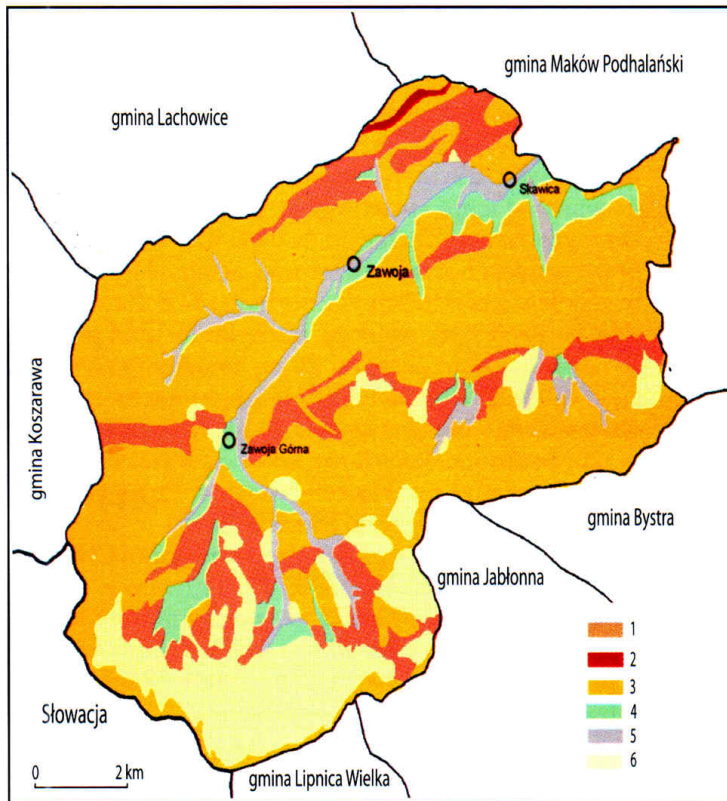 gmina Maków Podhalański
gmina Lachowice
Skawica
Zawoja
gmina Koszarawa
Zawoja Górna
gmina Bystra
gmina Jabłonna
1
2
3
4
5
6
Słowacja
0 2 km
gmina Lipnica Wielka